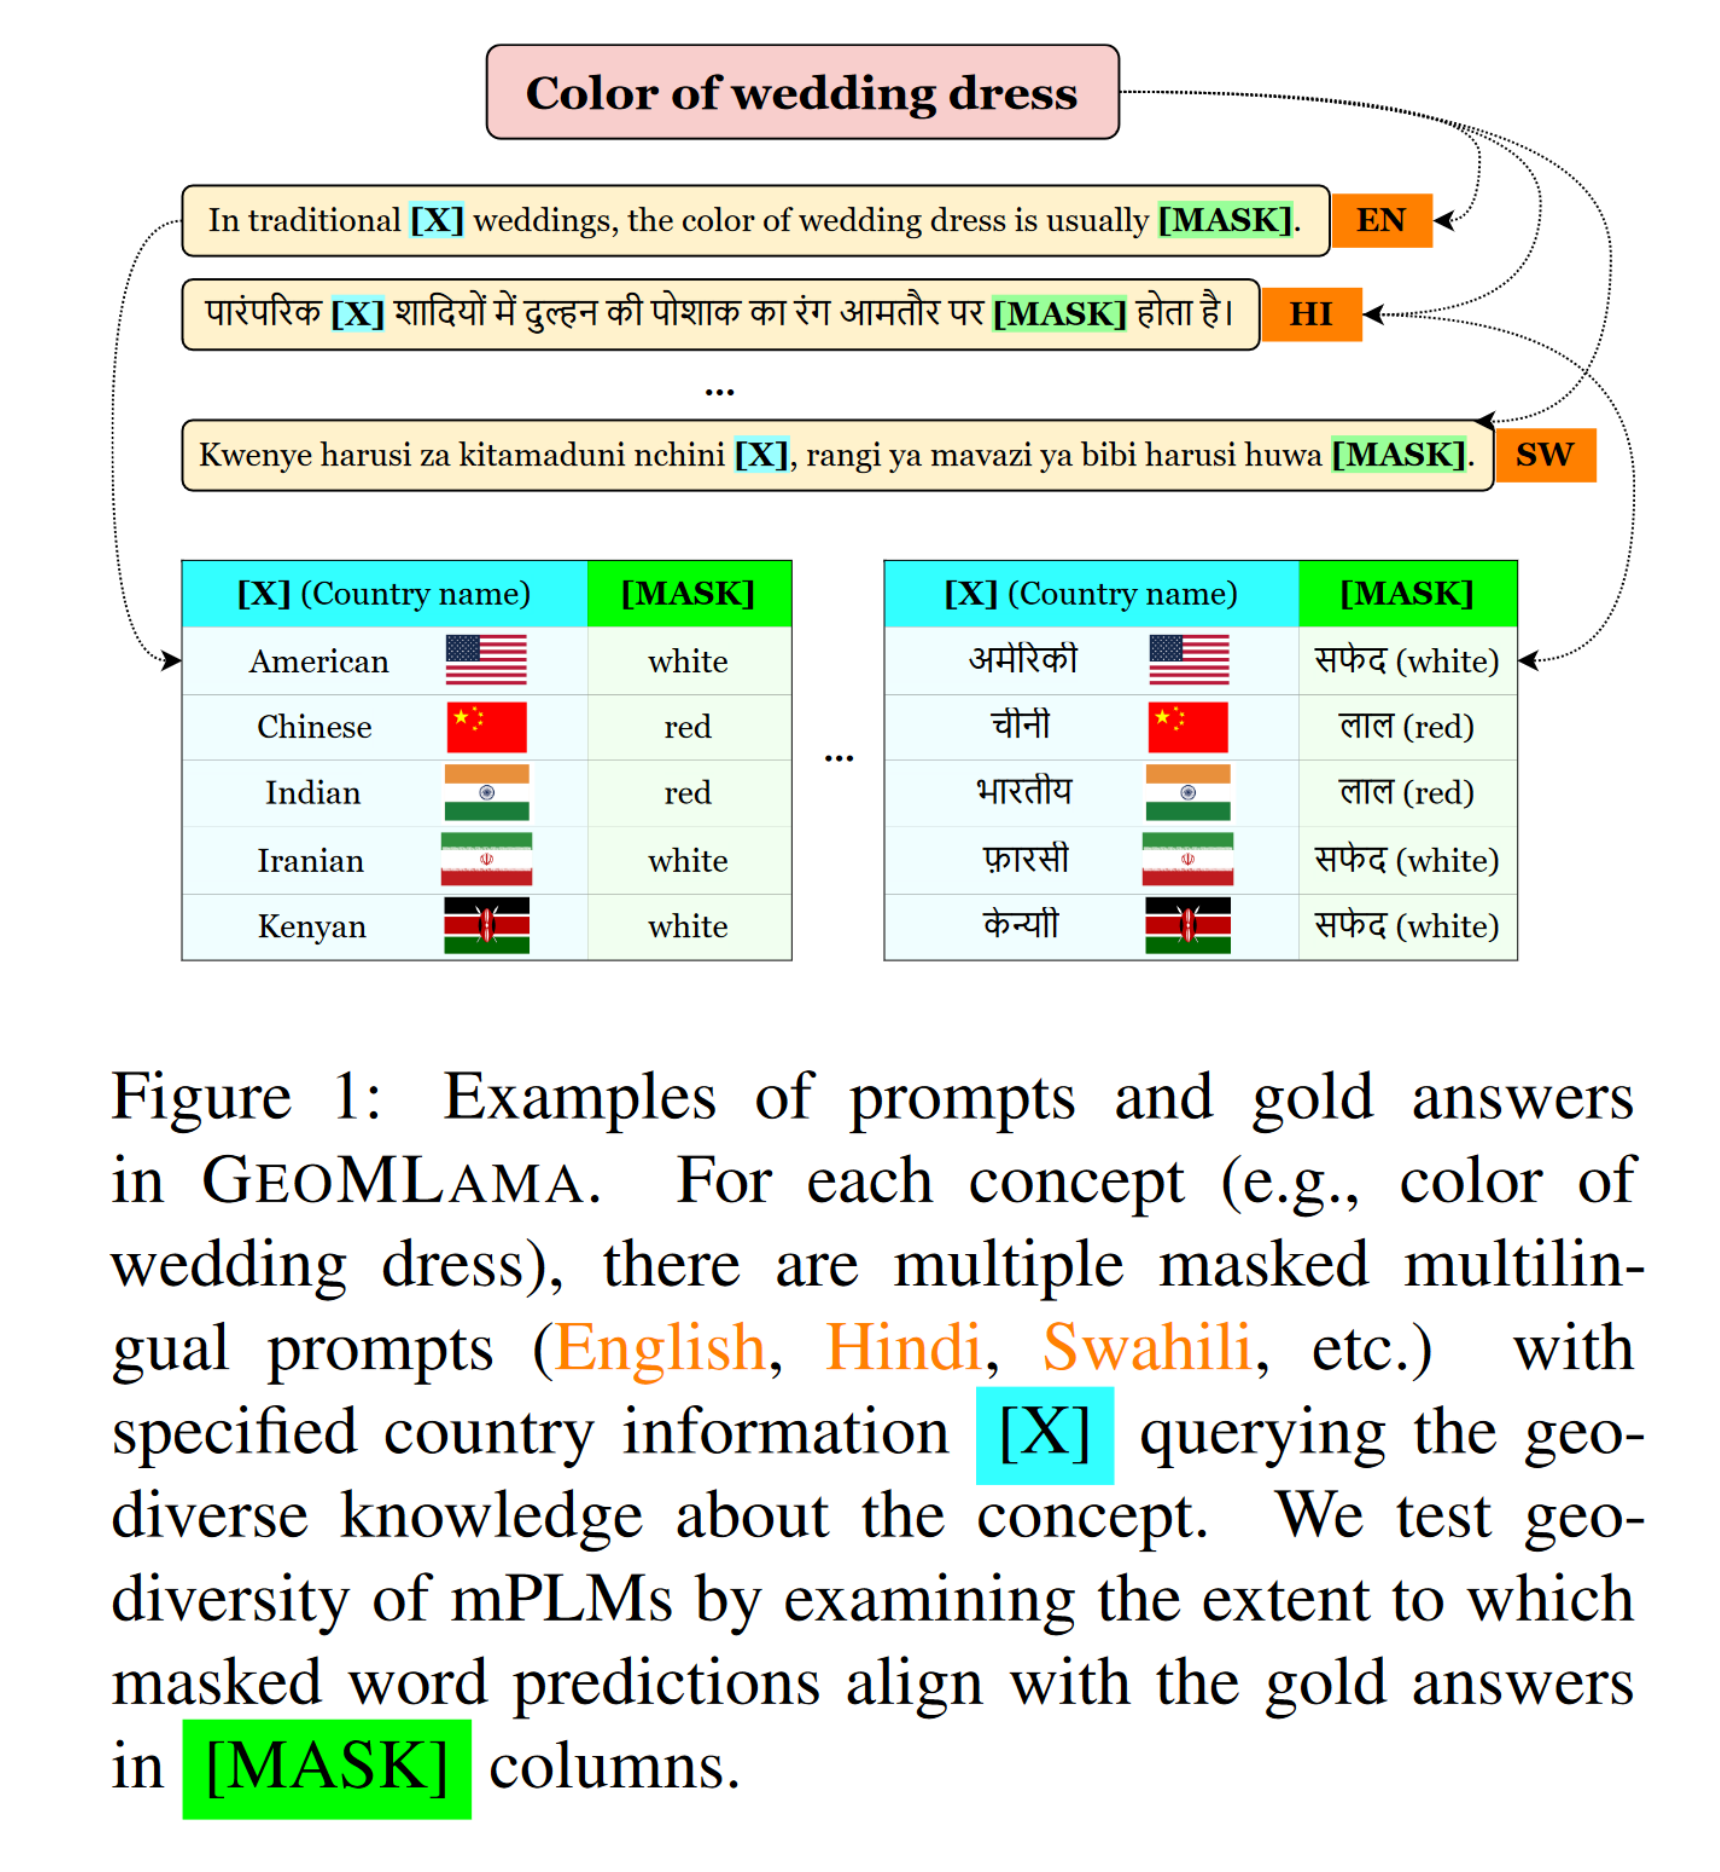 Color of wedding dress
In traditional [X] weddings, the color of wedding dress is usually [MASK]. EN
पारंपरिक [X] शादियों में दुल्हन की पोशाक का रंग आमतौर पर [MASK] होता है। HI
...
Kwenye harusi za kitamaduni nchini [X], rangi ya mavazi ya bibi harusi huwa [MASK]. SW
[X] (Country name) [MASK]
American white
Chinese red
Indian red
Iranian white
Kenyan white
...
[X] (Country name) [MASK]
अमेरिकी सफेद (white)
चीनी लाल (red)
भारतीय लाल (red)
फ़ारसी सफेद (white)
केन्याी सफेद (white)
Figure 1: Examples of prompts and gold answers
in GEOMLAMA. For each concept (e.g., color of
wedding dress), there are multiple masked multilin-
gual prompts (English, Hindi, Swahili, etc.) with
specified country information [X] querying the geo-
diverse knowledge about the concept. We test geo-
diversity of mPLMs by examining the extent to which
masked word predictions align with the gold answers
in [MASK] columns.